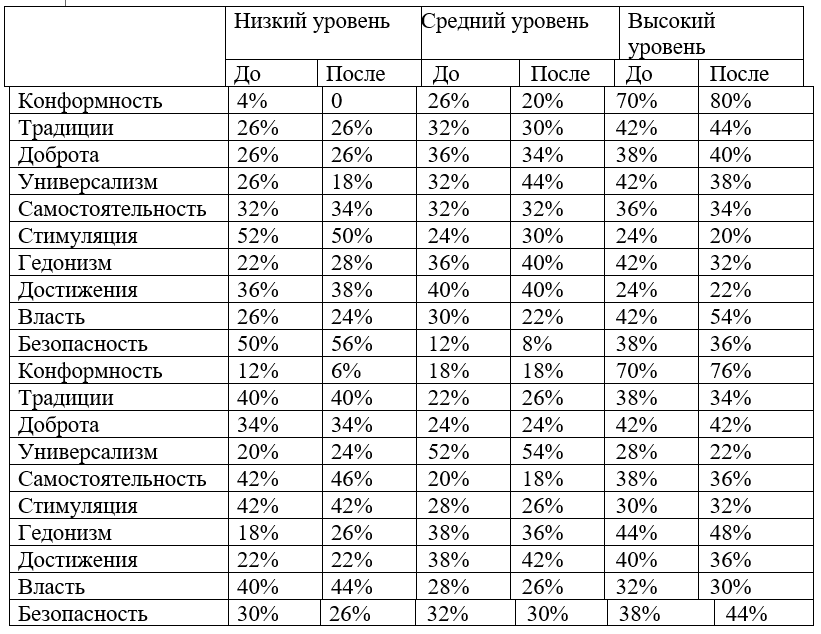 Низкий уровень Средний уровень Высокий
уровень
До После До После До После
Конформность 4% 0 26% 20% 70% 80%
Традиции 26% 26% 32% 30% 42% 44%
Доброта 26% 26% 36% 34% 38% 40%
Универсализм 26% 18% 32% 44% 42% 38%
Самостоятельность 32% 34% 32% 32% 36% 34%
Стимуляция 52% 50% 24% 30% 24% 20%
Гедонизм 22% 28% 36% 40% 42% 32%
Достижения 36% 38% 40% 40% 24% 22%
Власть 26% 24% 30% 22% 42% 54%
Безопасность 50% 56% 12% 8% 38% 36%
Конформность 12% 6% 18% 18% 70% 76%
Традиции 40% 40% 22% 26% 38% 34%
Доброта 34% 34% 24% 24% 42% 42%
Универсализм 20% 24% 52% 54% 28% 22%
Самостоятельность 42% 46% 20% 18% 38% 36%
Стимуляция 42% 42% 28% 26% 30% 32%
Гедонизм 18% 26% 38% 36% 44% 48%
Достижения 22% 22% 38% 42% 40% 36%
Власть 40% 44% 28% 26% 32% 30%
Безопасность 30% 26% 32% 30% 38% 44%